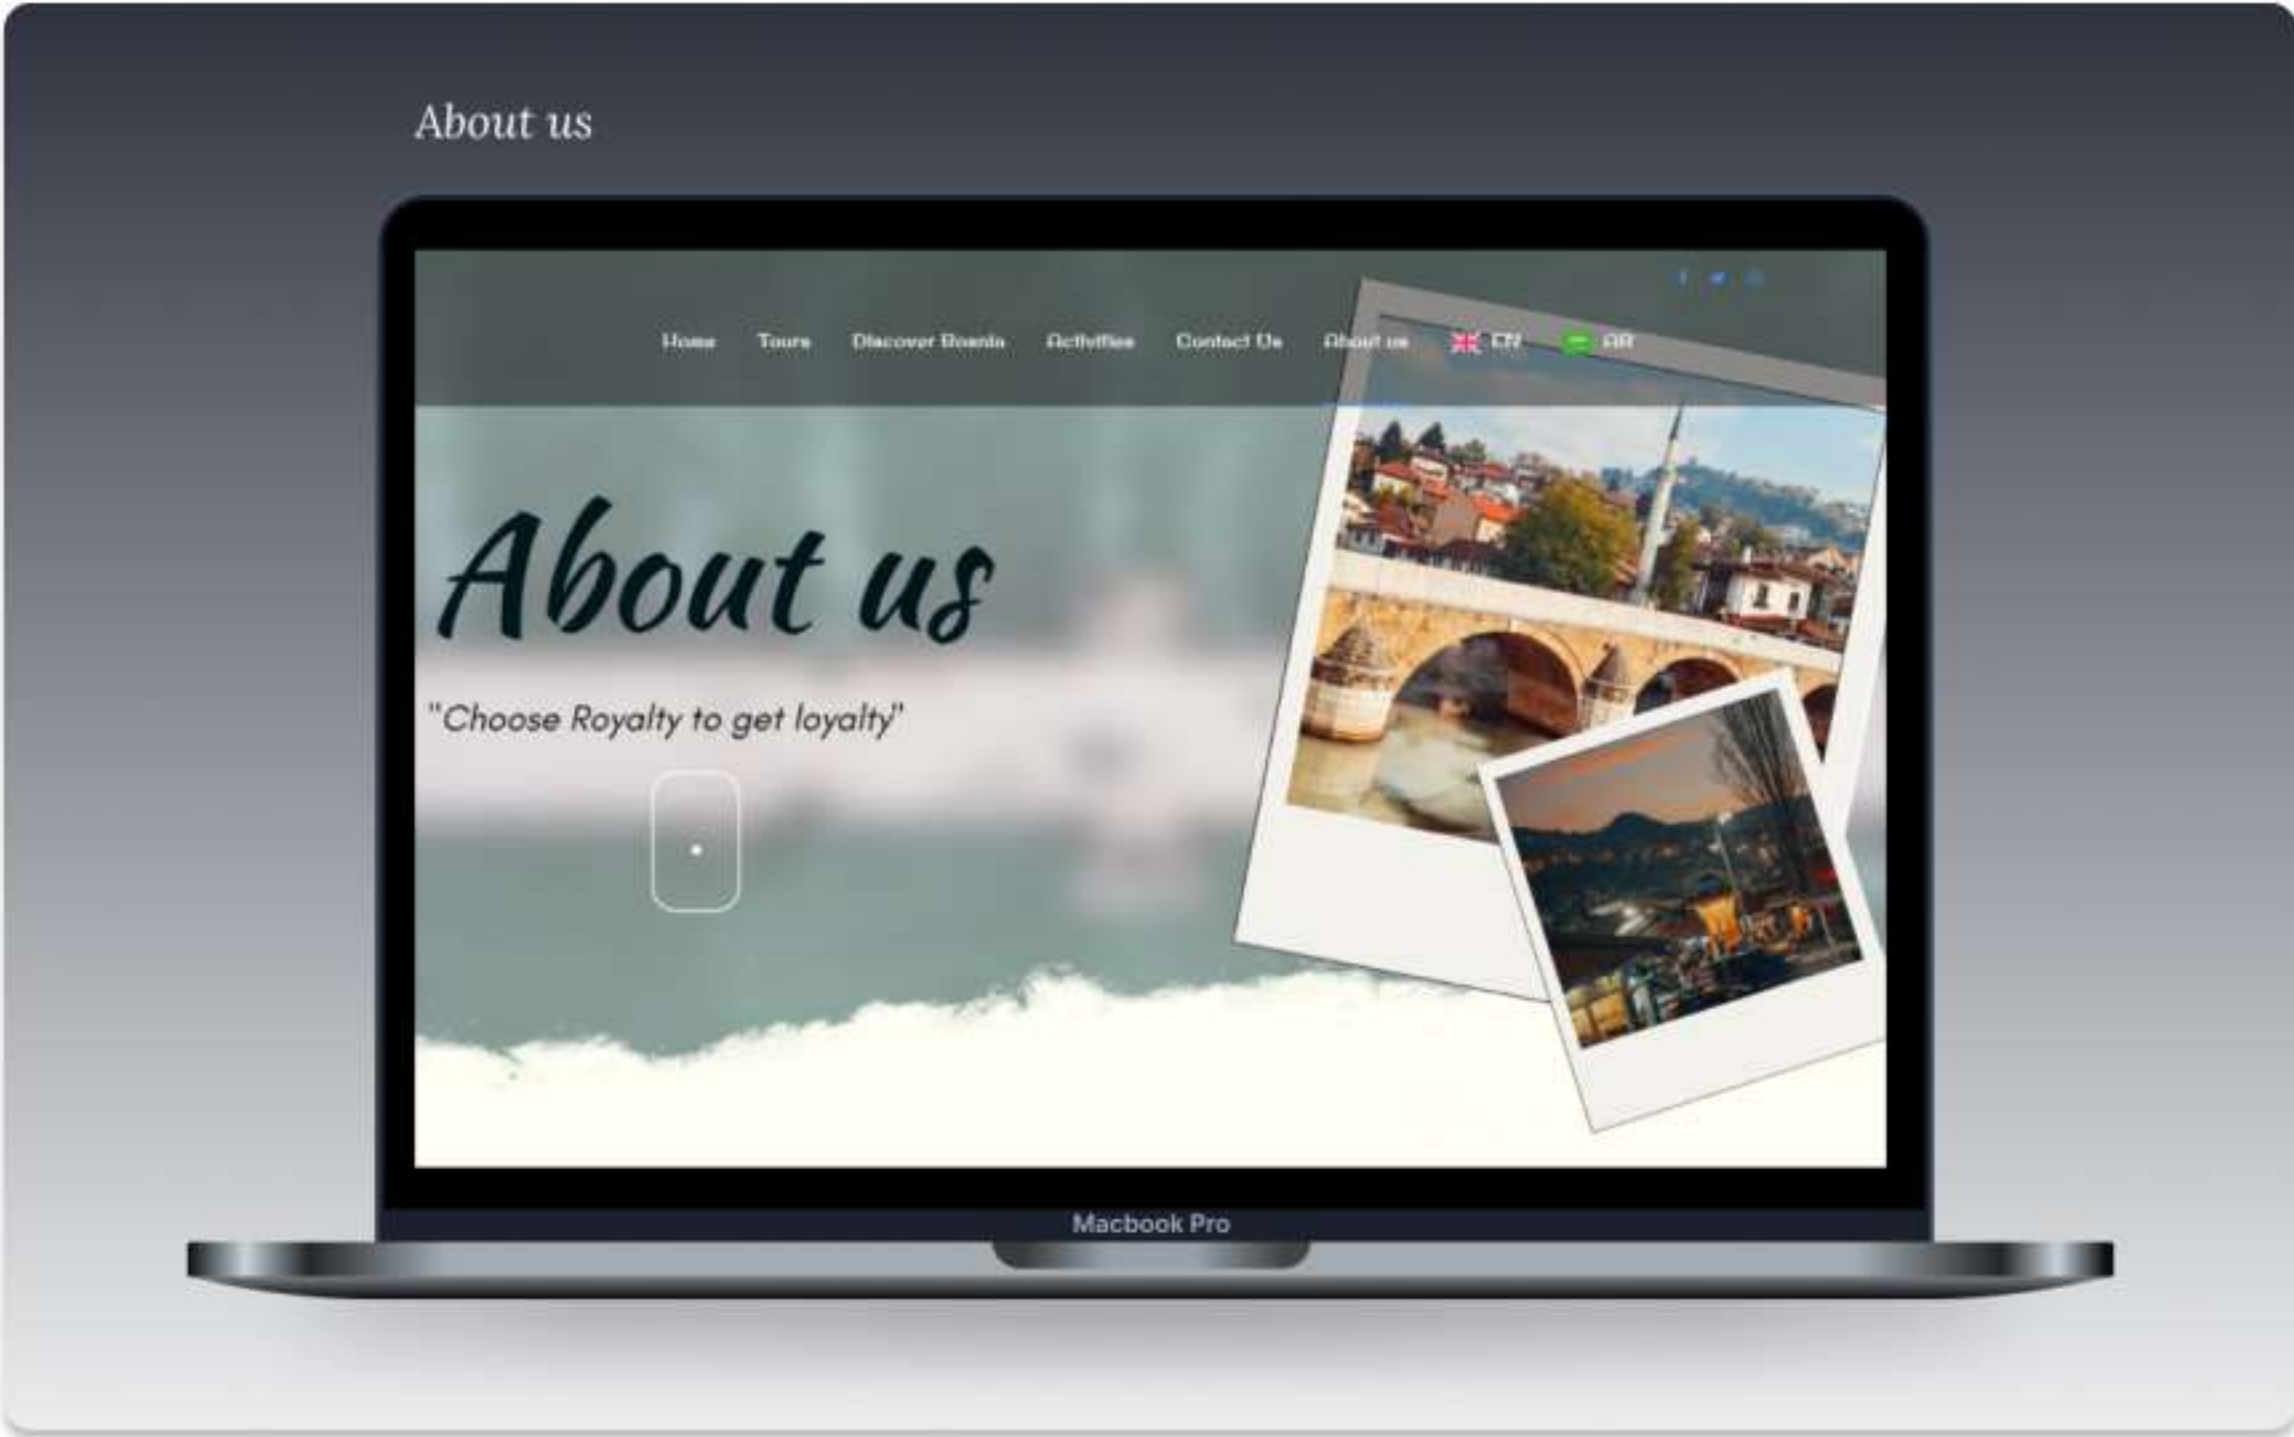 About us
Home Tours Discover Bosnia Activities Contact Us About us EN AR
About us
"Choose Royalty to get loyalty"
Macbook Pro